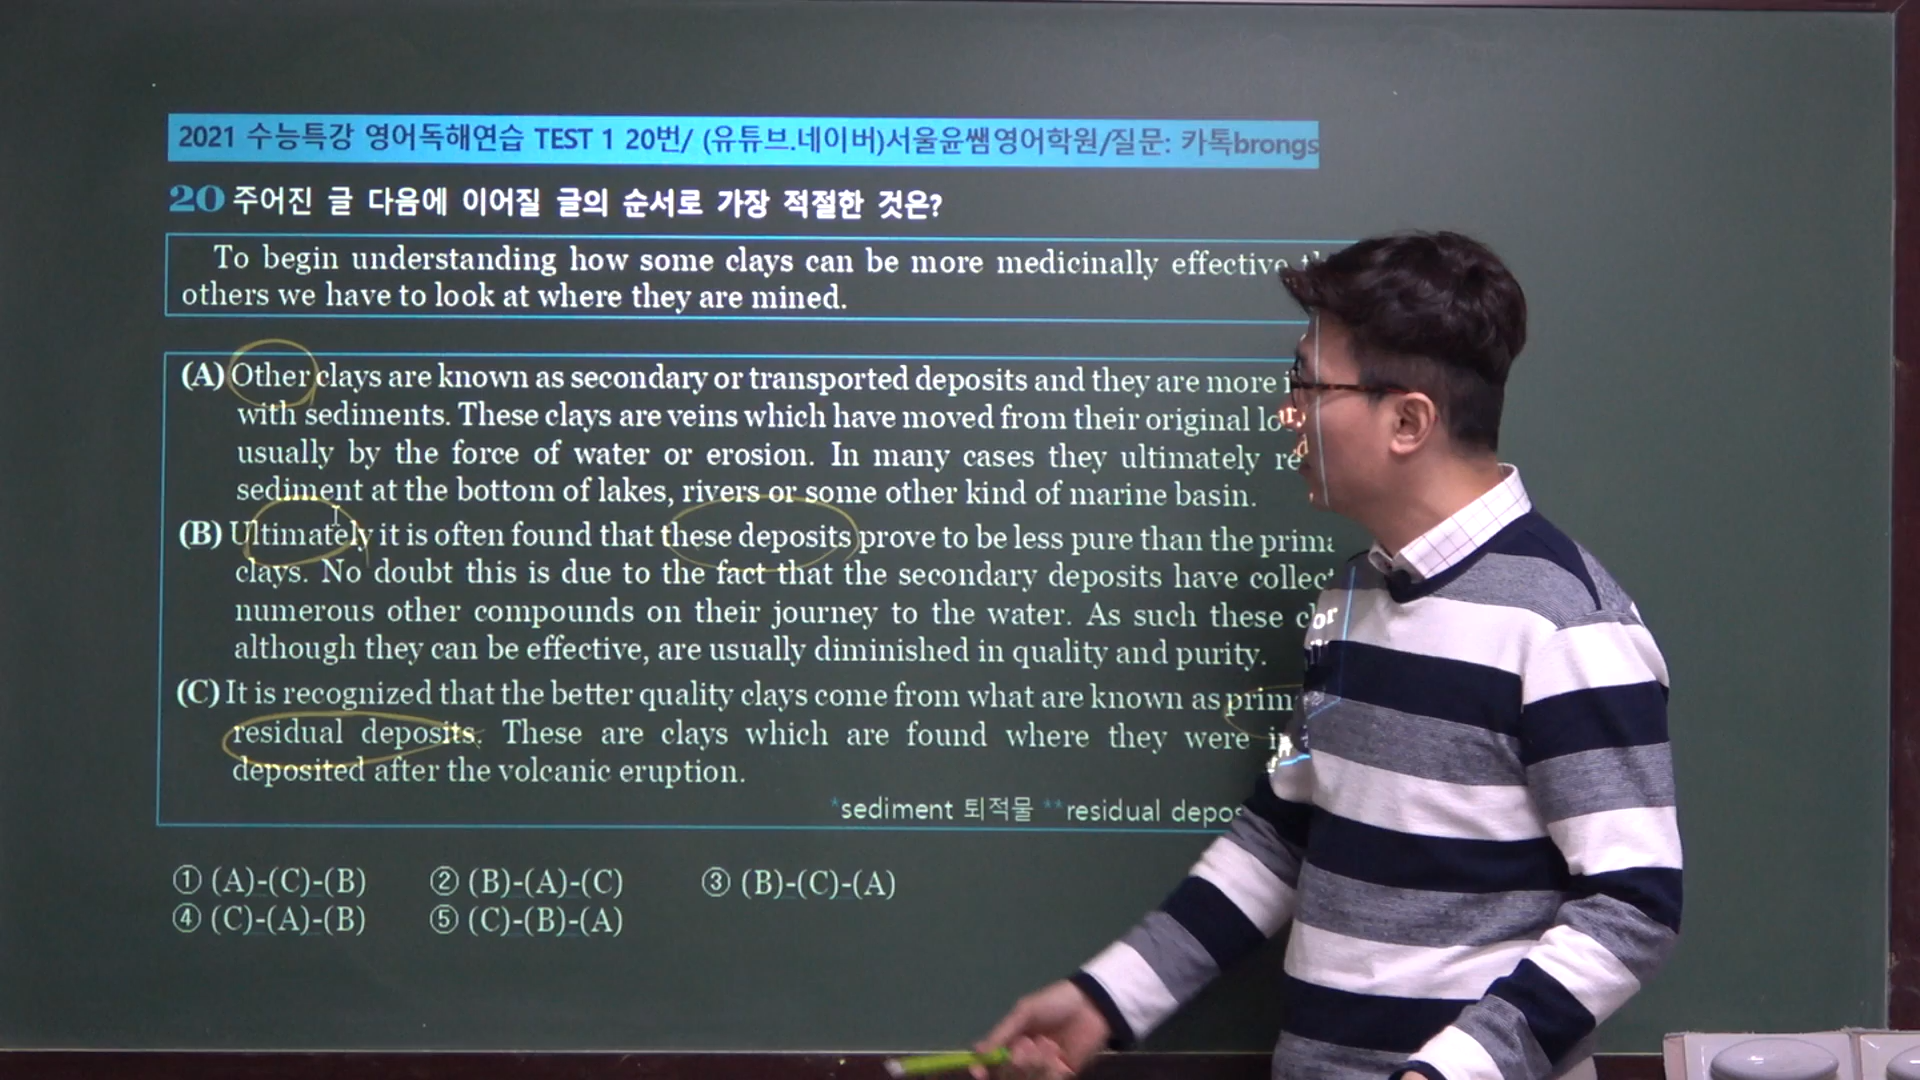 2021 수능특강 영어독해연습 TEST 1 20번/ (유튜브.네이버)서울윤쌤영어학원/질문: 카톡brongs
20 주어진 글 다음에 이어질 글의 순서로 가장 적절한 것은?
To begin understanding how some clays can be more medicinally effective
others we have to look at where they are mined.
(A) Other clays are known as secondary or transported deposits and they are more
with sediments. These clays are veins which have moved from their original
usually by the force of water or erosion. In many cases they ultimately
sediment at the bottom of lakes, rivers or some other kind of marine basin.
(B) Ultimately it is often found that these deposits prove to be less pure than the
clays. No doubt this is due to the fact that the secondary deposits have
numerous other compounds on their journey to the water. As such these
although they can be effective, are usually diminished in quality and purity.
(C) It is recognized that the better quality clays come from what are known as
residual deposits. These are clays which are found where they were
deposited after the volcanic eruption.
*sediment 퇴적물 **residual
① (A)-(C)-(B) ② (B)-(A)-(C) ③ (B)-(C)-(A)
④ (C)-(A)-(B) ⑤ (C)-(B)-(A)